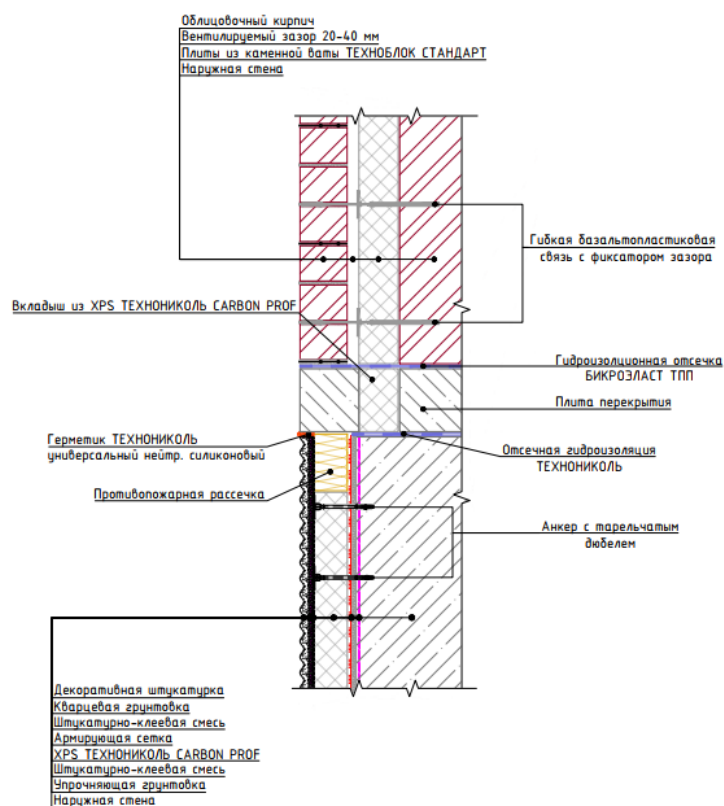 Облицовочный кирпич
Вентилируемый зазор 20-40 мм
Плиты из каменной ваты ТЕХНОБЛОК СТАНДАРТ
Наружная стена
Гибкая базальтопластиковая
связь с фиксатором зазора
Вкладыш из XPS ТЕХНОНИКОЛЬ CARBON PROF
Гидроизолционная отсечка
БИКРОЭЛАСТ ТПП
Плита перекрытия
Герметик ТЕХНОНИКОЛЬ
универсальный нейтр. силиконовый
Отсечная гидроизоляция
ТЕХНОНИКОЛЬ
Противопожарная рассечка
Анкер с тарельчатым
дюбелем
Декоративная штукатурка
Кварцевая грунтовка
Штукатурно-клеевая смесь
Армирующая сетка
XPS ТЕХНОНИКОЛЬ CARBON PROF
Штукатурно-клеевая смесь
Упрочняющая грунтовка
Наружная стена